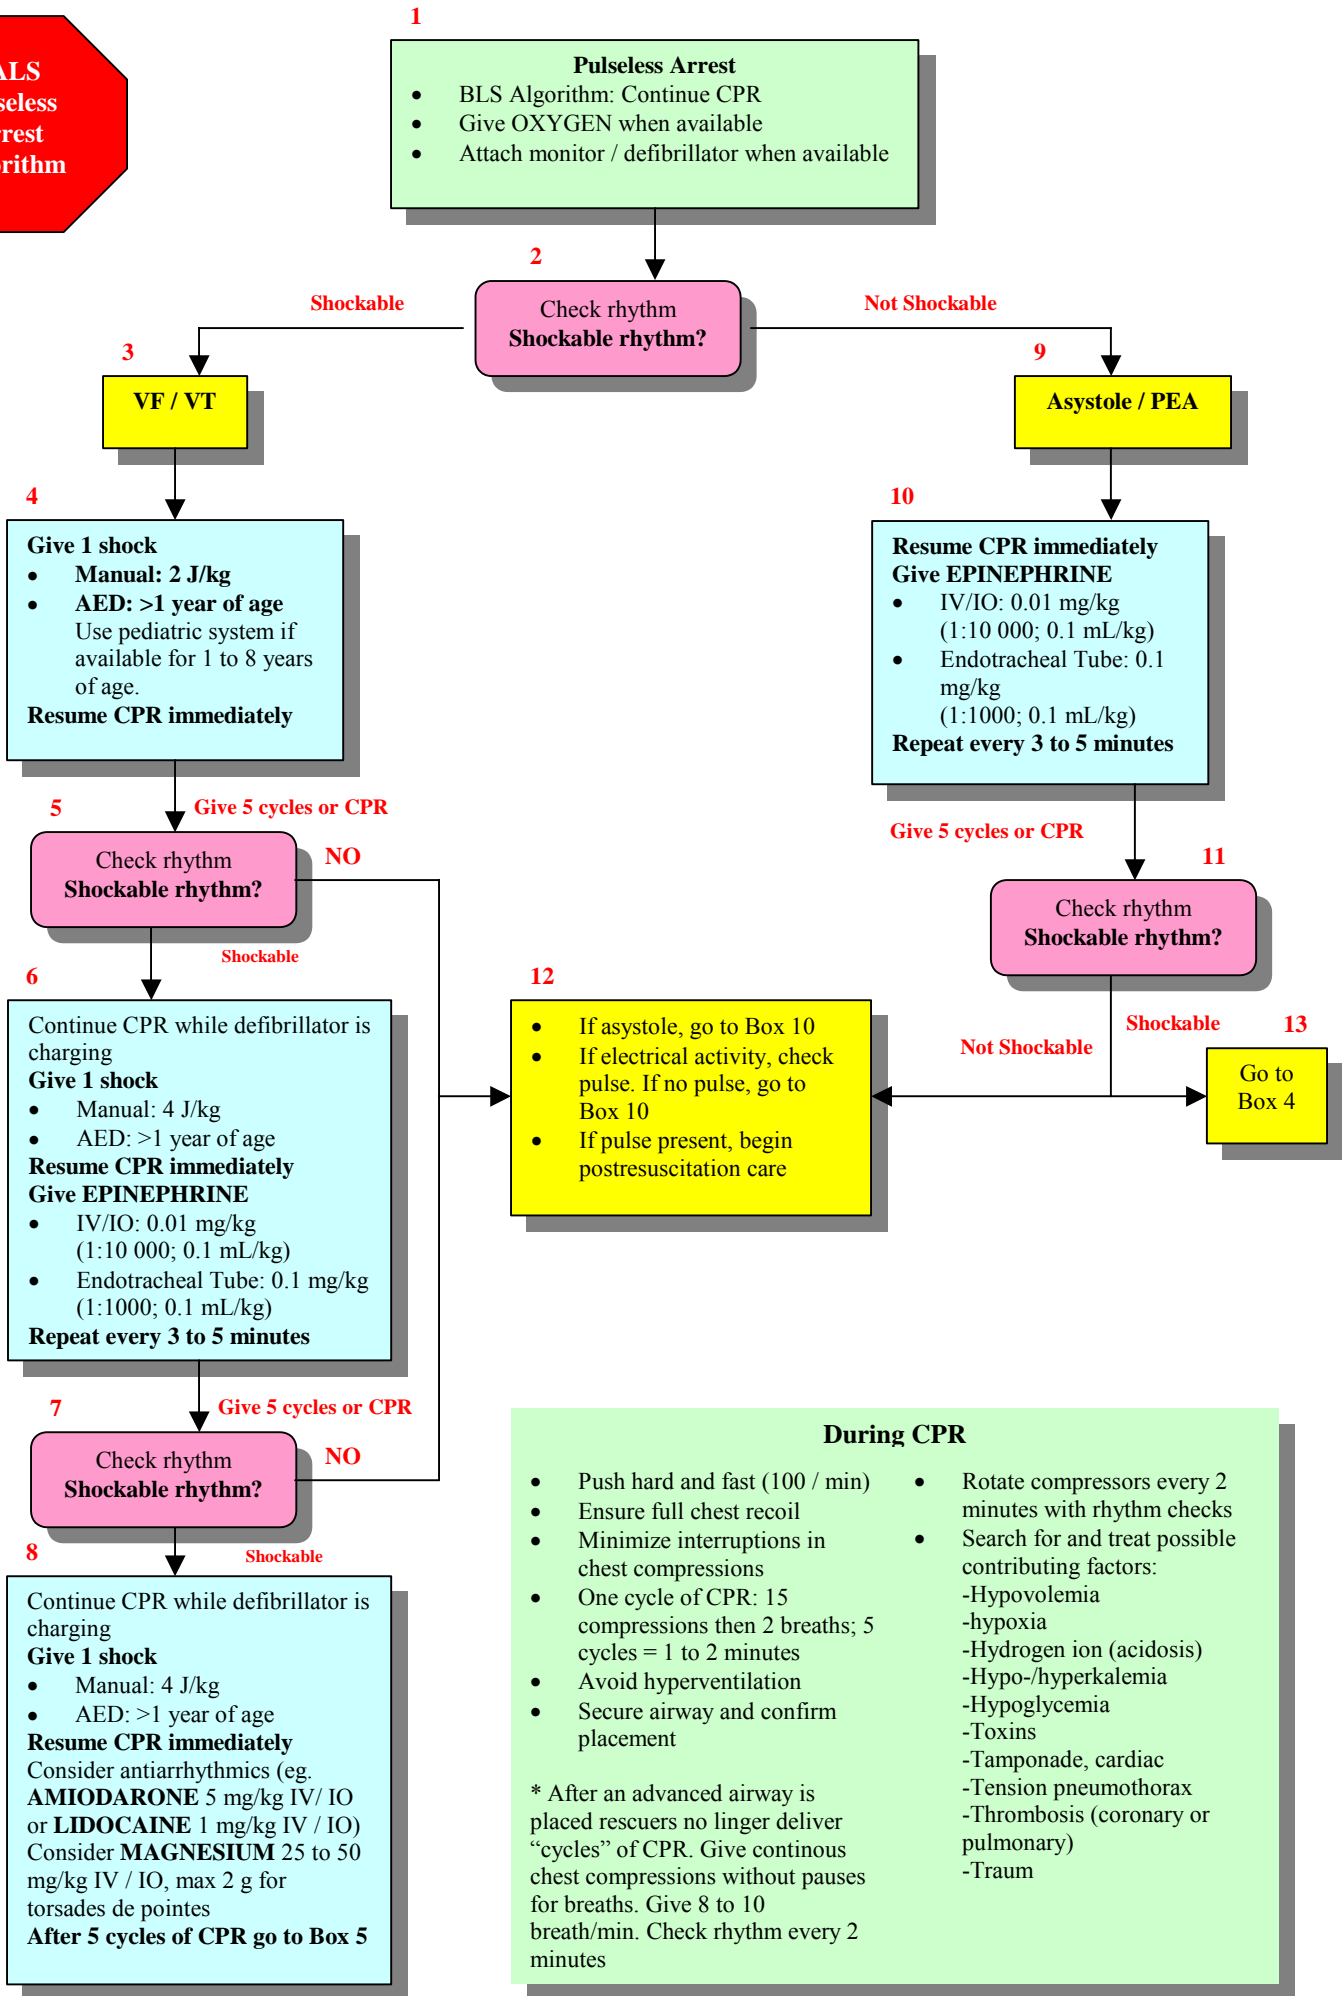 ALS
seless
rest
orithm
1
Pulseless Arrest
• BLS Algorithm: Continue CPR
• Give OXYGEN when available
• Attach monitor / defibrillator when available
2
Check rhythm
Shockable rhythm?
Shockable
Not Shockable
3
VF / VT
9
Asystole / PEA
4
Give 1 shock
• Manual: 2 J/kg
• AED: >1 year of age
Use pediatric system if
available for 1 to 8 years
of age.
Resume CPR immediately
10
Resume CPR immediately
Give EPINEPHRINE
• IV/IO: 0.01 mg/kg
(1:10 000; 0.1 mL/kg)
• Endotracheal Tube: 0.1
mg/kg
(1:1000; 0.1 mL/kg)
Repeat every 3 to 5 minutes
5
Give 5 cycles or CPR
Check rhythm
Shockable rhythm?
NO
Shockable
Give 5 cycles or CPR
11
Check rhythm
Shockable rhythm?
6
Continue CPR while defibrillator is
charging
Give 1 shock
• Manual: 4 J/kg
• AED: >1 year of age
Resume CPR immediately
Give EPINEPHRINE
• IV/IO: 0.01 mg/kg
(1:10 000; 0.1 mL/kg)
• Endotracheal Tube: 0.1 mg/kg
(1:1000; 0.1 mL/kg)
Repeat every 3 to 5 minutes
12
• If asystole, go to Box 10
• If electrical activity, check
pulse. If no pulse, go to
Box 10
• If pulse present, begin
postresuscitation care
Not Shockable
Shockable
13
Go to
Box 4
7
Give 5 cycles or CPR
Check rhythm
Shockable rhythm?
NO
Shockable
8
Continue CPR while defibrillator is
charging
Give 1 shock
• Manual: 4 J/kg
• AED: >1 year of age
Resume CPR immediately
Consider antiarrhythmics (eg.
AMIODARONE 5 mg/kg IV/ IO
or LIDOCAINE 1 mg/kg IV / IO)
Consider MAGNESIUM 25 to 50
mg/kg IV / IO, max 2 g for
torsades de pointes
After 5 cycles of CPR go to Box 5
During CPR
• Push hard and fast (100 / min)
• Ensure full chest recoil
• Minimize interruptions in
chest compressions
• One cycle of CPR: 15
compressions then 2 breaths; 5
cycles = 1 to 2 minutes
• Avoid hyperventilation
• Secure airway and confirm
placement
* After an advanced airway is
placed rescuers no linger deliver
“cycles” of CPR. Give continous
chest compressions without pauses
for breaths. Give 8 to 10
breath/min. Check rhythm every 2
minutes
• Rotate compressors every 2
minutes with rhythm checks
• Search for and treat possible
contributing factors:
-Hypovolemia
-hypoxia
-Hydrogen ion (acidosis)
-Hypo-/hyperkalemia
-Hypoglycemia
-Toxins
-Tamponade, cardiac
-Tension pneumothorax
-Thrombosis (coronary or
pulmonary)
-Traum